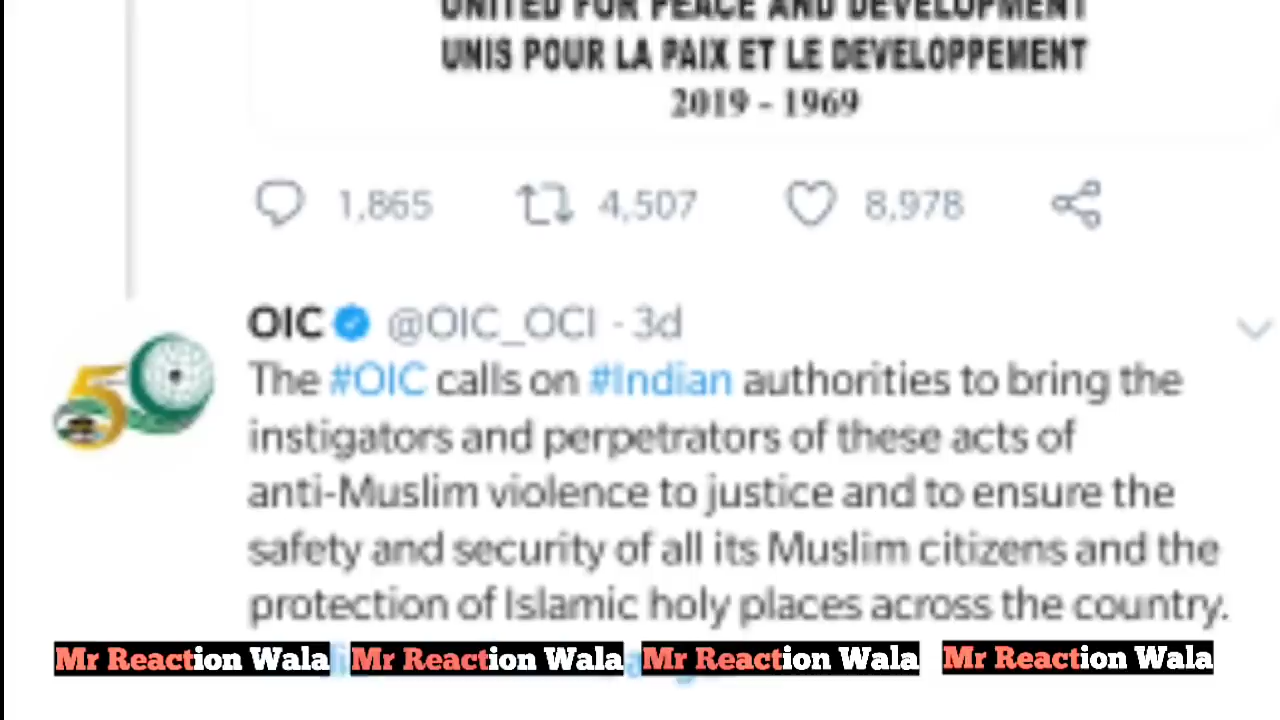 UNITED FOR PEACE AND DEVELOPMENT
UNIS POUR LA PAIX ET LE DEVELOPPEMENT
2019 - 1969
1,865 4,507 8,978
OIC @OIC_OCI · 3d
The #OIC calls on #Indian authorities to bring the
instigators and perpetrators of these acts of
anti-Muslim violence to justice and to ensure the
safety and security of all its Muslim citizens and the
protection of Islamic holy places across the country.
Mr Reaction Wala Mr Reaction Wala Mr Reaction Wala Mr Reaction Wala